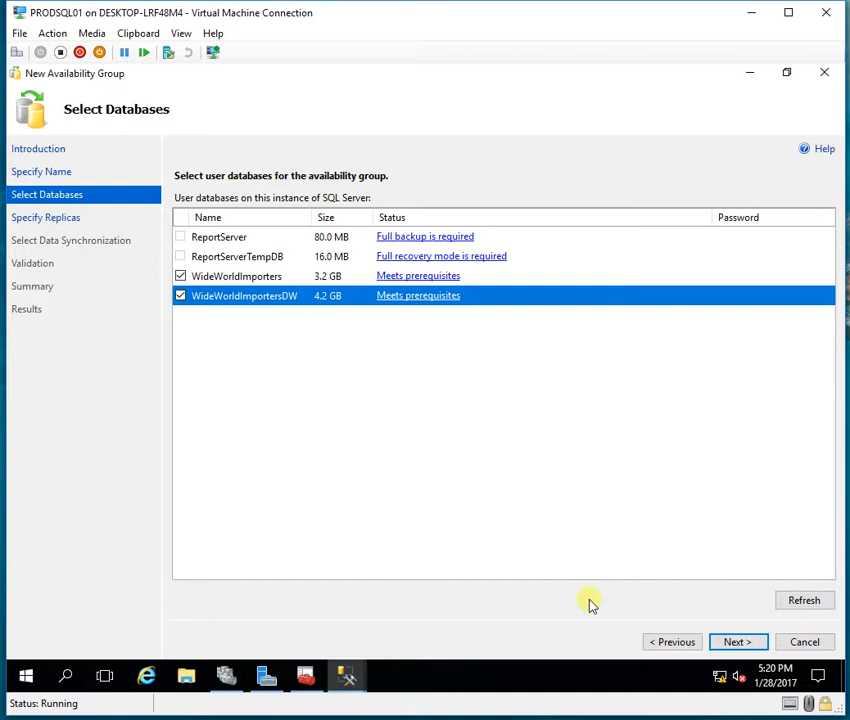 PRODSQL01 on DESKTOP-LRF48M4 - Virtual Machine Connection
File Action Media Clipboard View Help
New Availability Group
Select Databases
Introduction
Specify Name
Select Databases
Specify Replicas
Select Data Synchronization
Validation
Summary
Results
Help
Select user databases for the availability group.
User databases on this instance of SQL Server:
Name Size Status Password
ReportServer 80.0 MB Full backup is required
ReportServerTempDB 16.0 MB Full recovery mode is required
WideWorldImporters 3.2 GB Meets prerequisites
WideWorldImportersDW 4.2 GB Meets prerequisites
Refresh
< Previous Next > Cancel
5:20 PM
1/28/2017
Status: Running